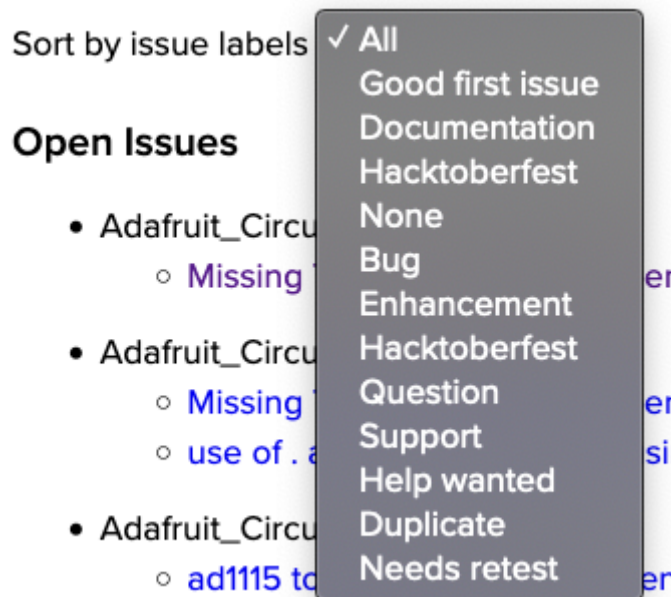 Sort by issue labels ✓ All
Good first issue
Documentation
Hacktoberfest
None
Bug
Enhancement
Hacktoberfest
Question
Support
Help wanted
Duplicate
Needs retest
Open Issues
• Adafruit_Circu
○ Missing
• Adafruit_Circu
○ Missing
○ use of .
• Adafruit_Circu
○ ad1115 to